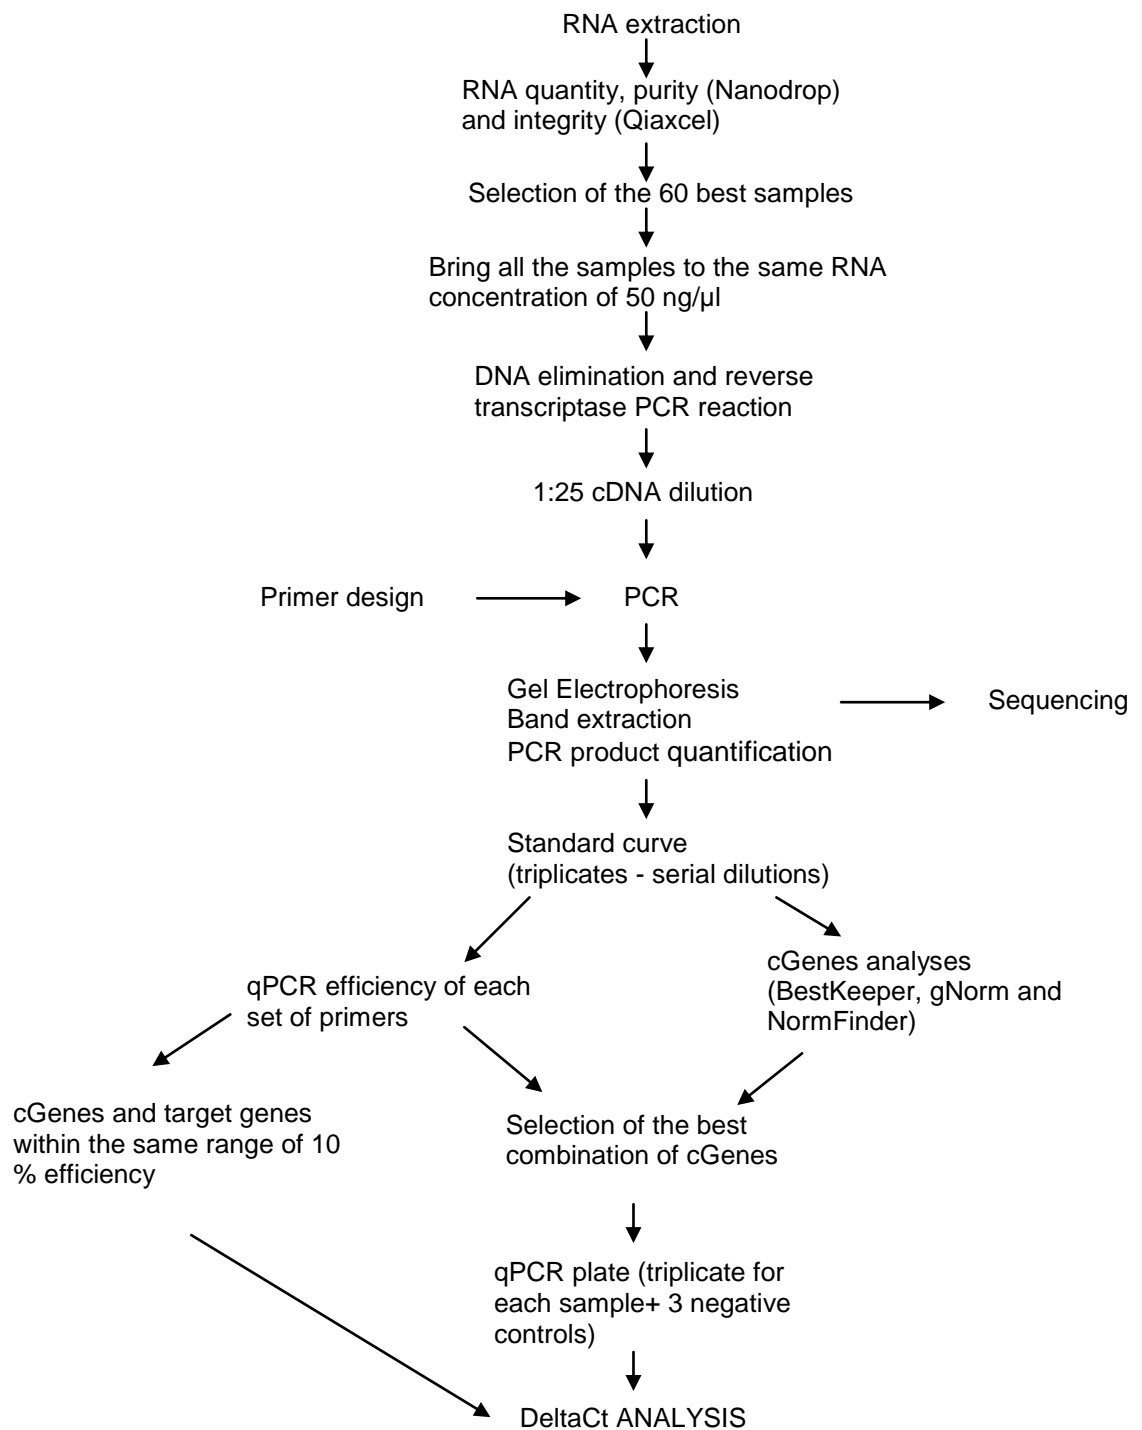 RNA extraction
RNA quantity, purity (Nanodrop)
and integrity (Qiaxcel)
Selection of the 60 best samples
Bring all the samples to the same RNA
concentration of 50 ng/µl
DNA elimination and reverse
transcriptase PCR reaction
1:25 cDNA dilution
Primer design
PCR
Gel Electrophoresis
Band extraction
PCR product quantification
Sequencing
Standard curve
(triplicates - serial dilutions)
qPCR efficiency of each
set of primers
cGenes analyses
(BestKeeper, gNorm and
NormFinder)
cGenes and target genes
within the same range of 10
% efficiency
Selection of the best
combination of cGenes
qPCR plate (triplicate for
each sample+ 3 negative
controls)
DeltaCt ANALYSIS